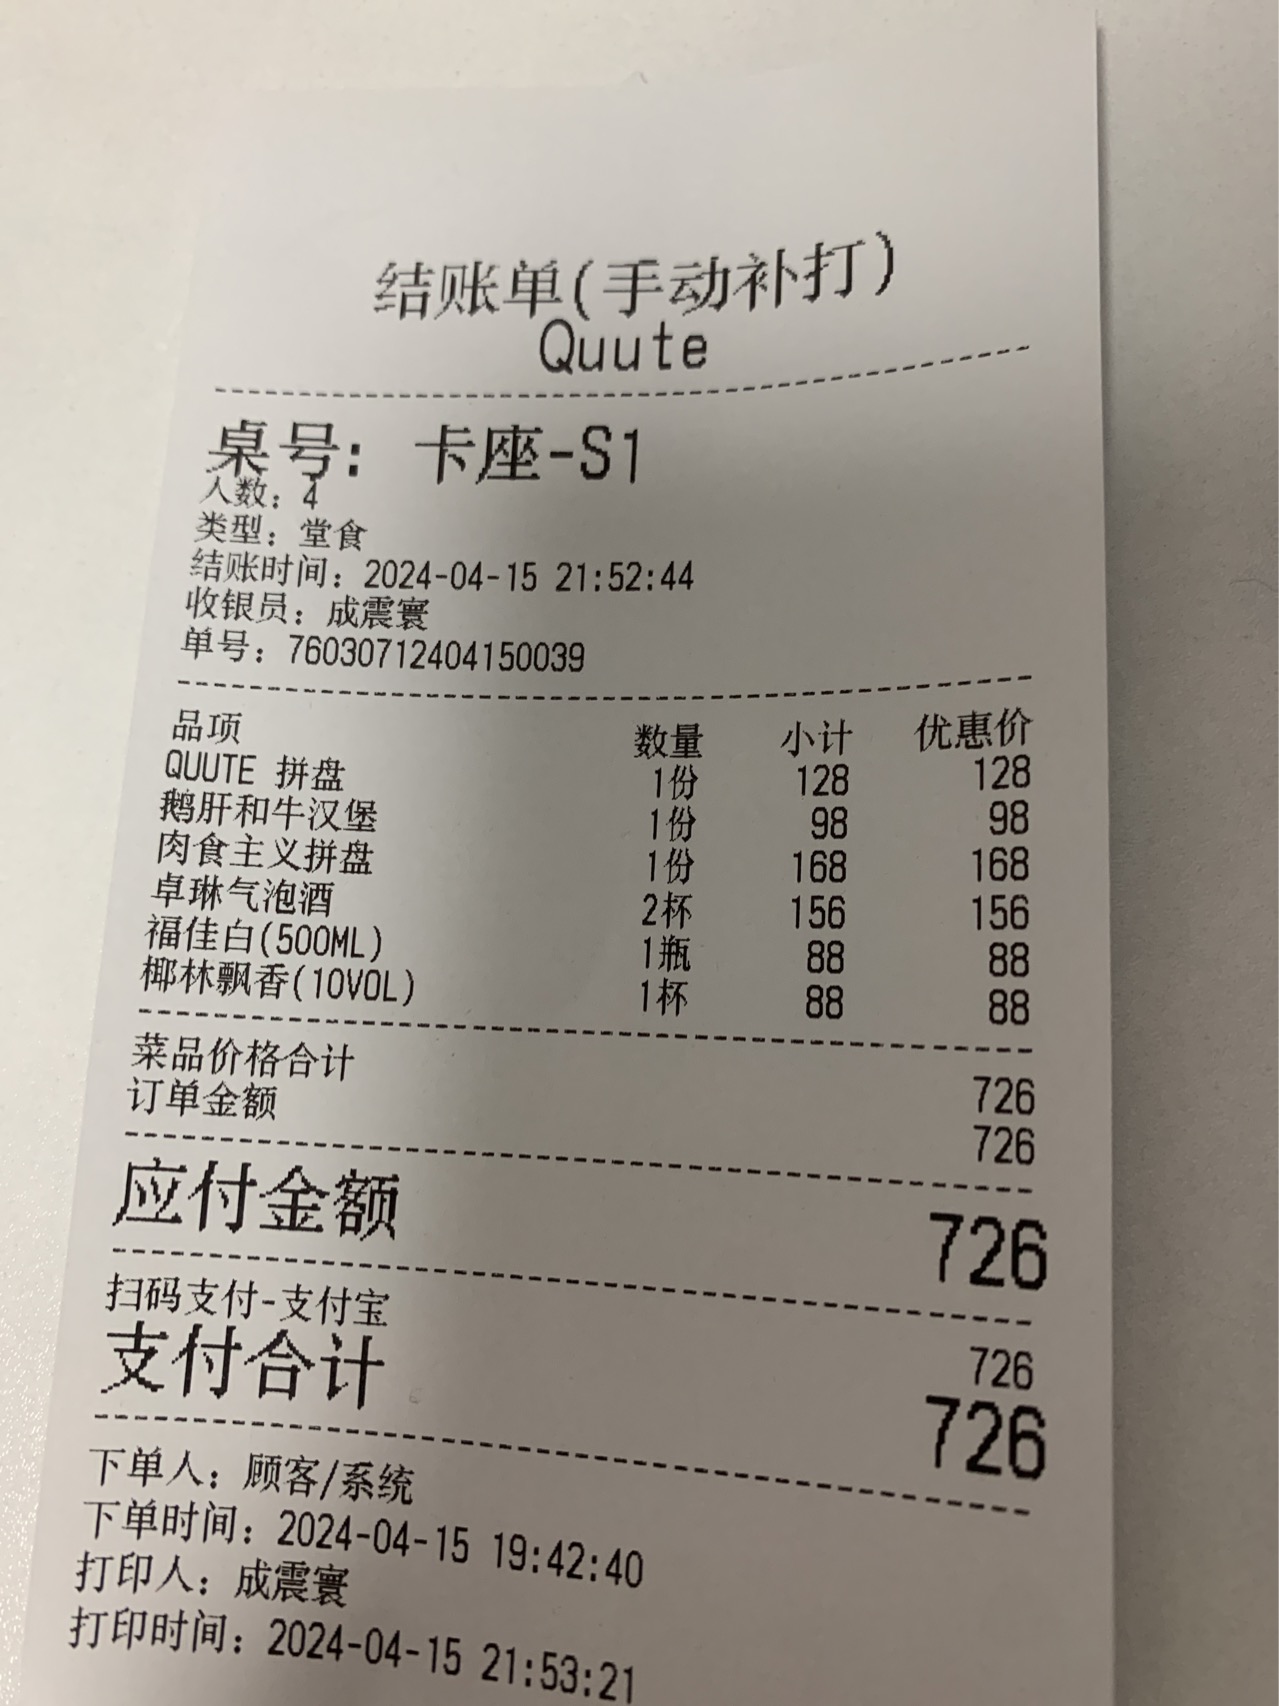 结账单(手动补打)
Quute
桌号: 卡座-S1
人数: 4
类型: 堂食
结账时间: 2024-04-15 21:52:44
收银员: 成震寰
单号: 76030712404150039
品项 数量 小计 优惠价
QUUTE 拼盘 1份 128 128
鹅肝和牛汉堡 1份 98 98
肉食主义拼盘 1份 168 168
卓琳气泡酒 2杯 156 156
福佳白(500ML) 1瓶 88 88
椰林飘香(10VOL) 1杯 88 88
菜品价格合计 726
订单金额 726
应付金额 726
扫码支付-支付宝 726
支付合计 726
下单人: 顾客/系统
下单时间: 2024-04-15 19:42:40
打印人: 成震寰
打印时间: 2024-04-15 21:53:21